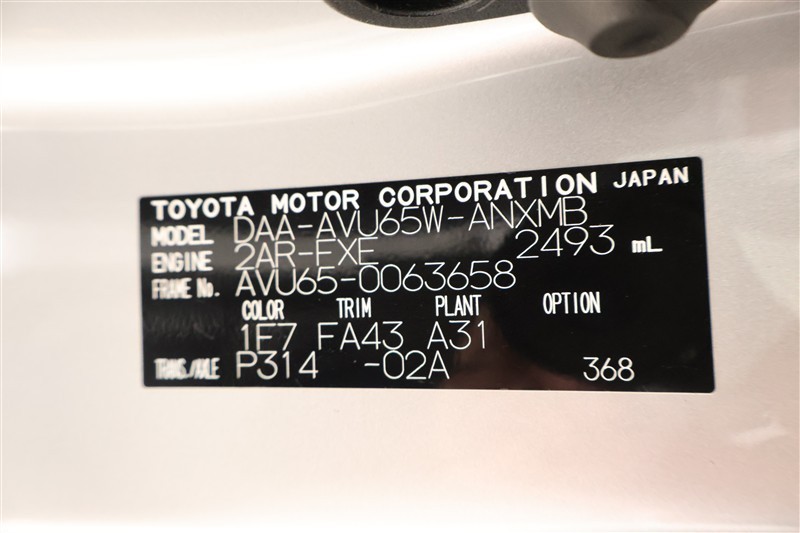 TOYOTA MOTOR CORPORATION JAPAN
MODEL DAA-AVU65W-ANXMB
ENGINE 2AR-FXE 2493 mL
FRAME No. AVU65-0063658
COLOR TRIM PLANT OPTION
1F7 FA43 A31
TRANS./AXLE P314 -02A 368